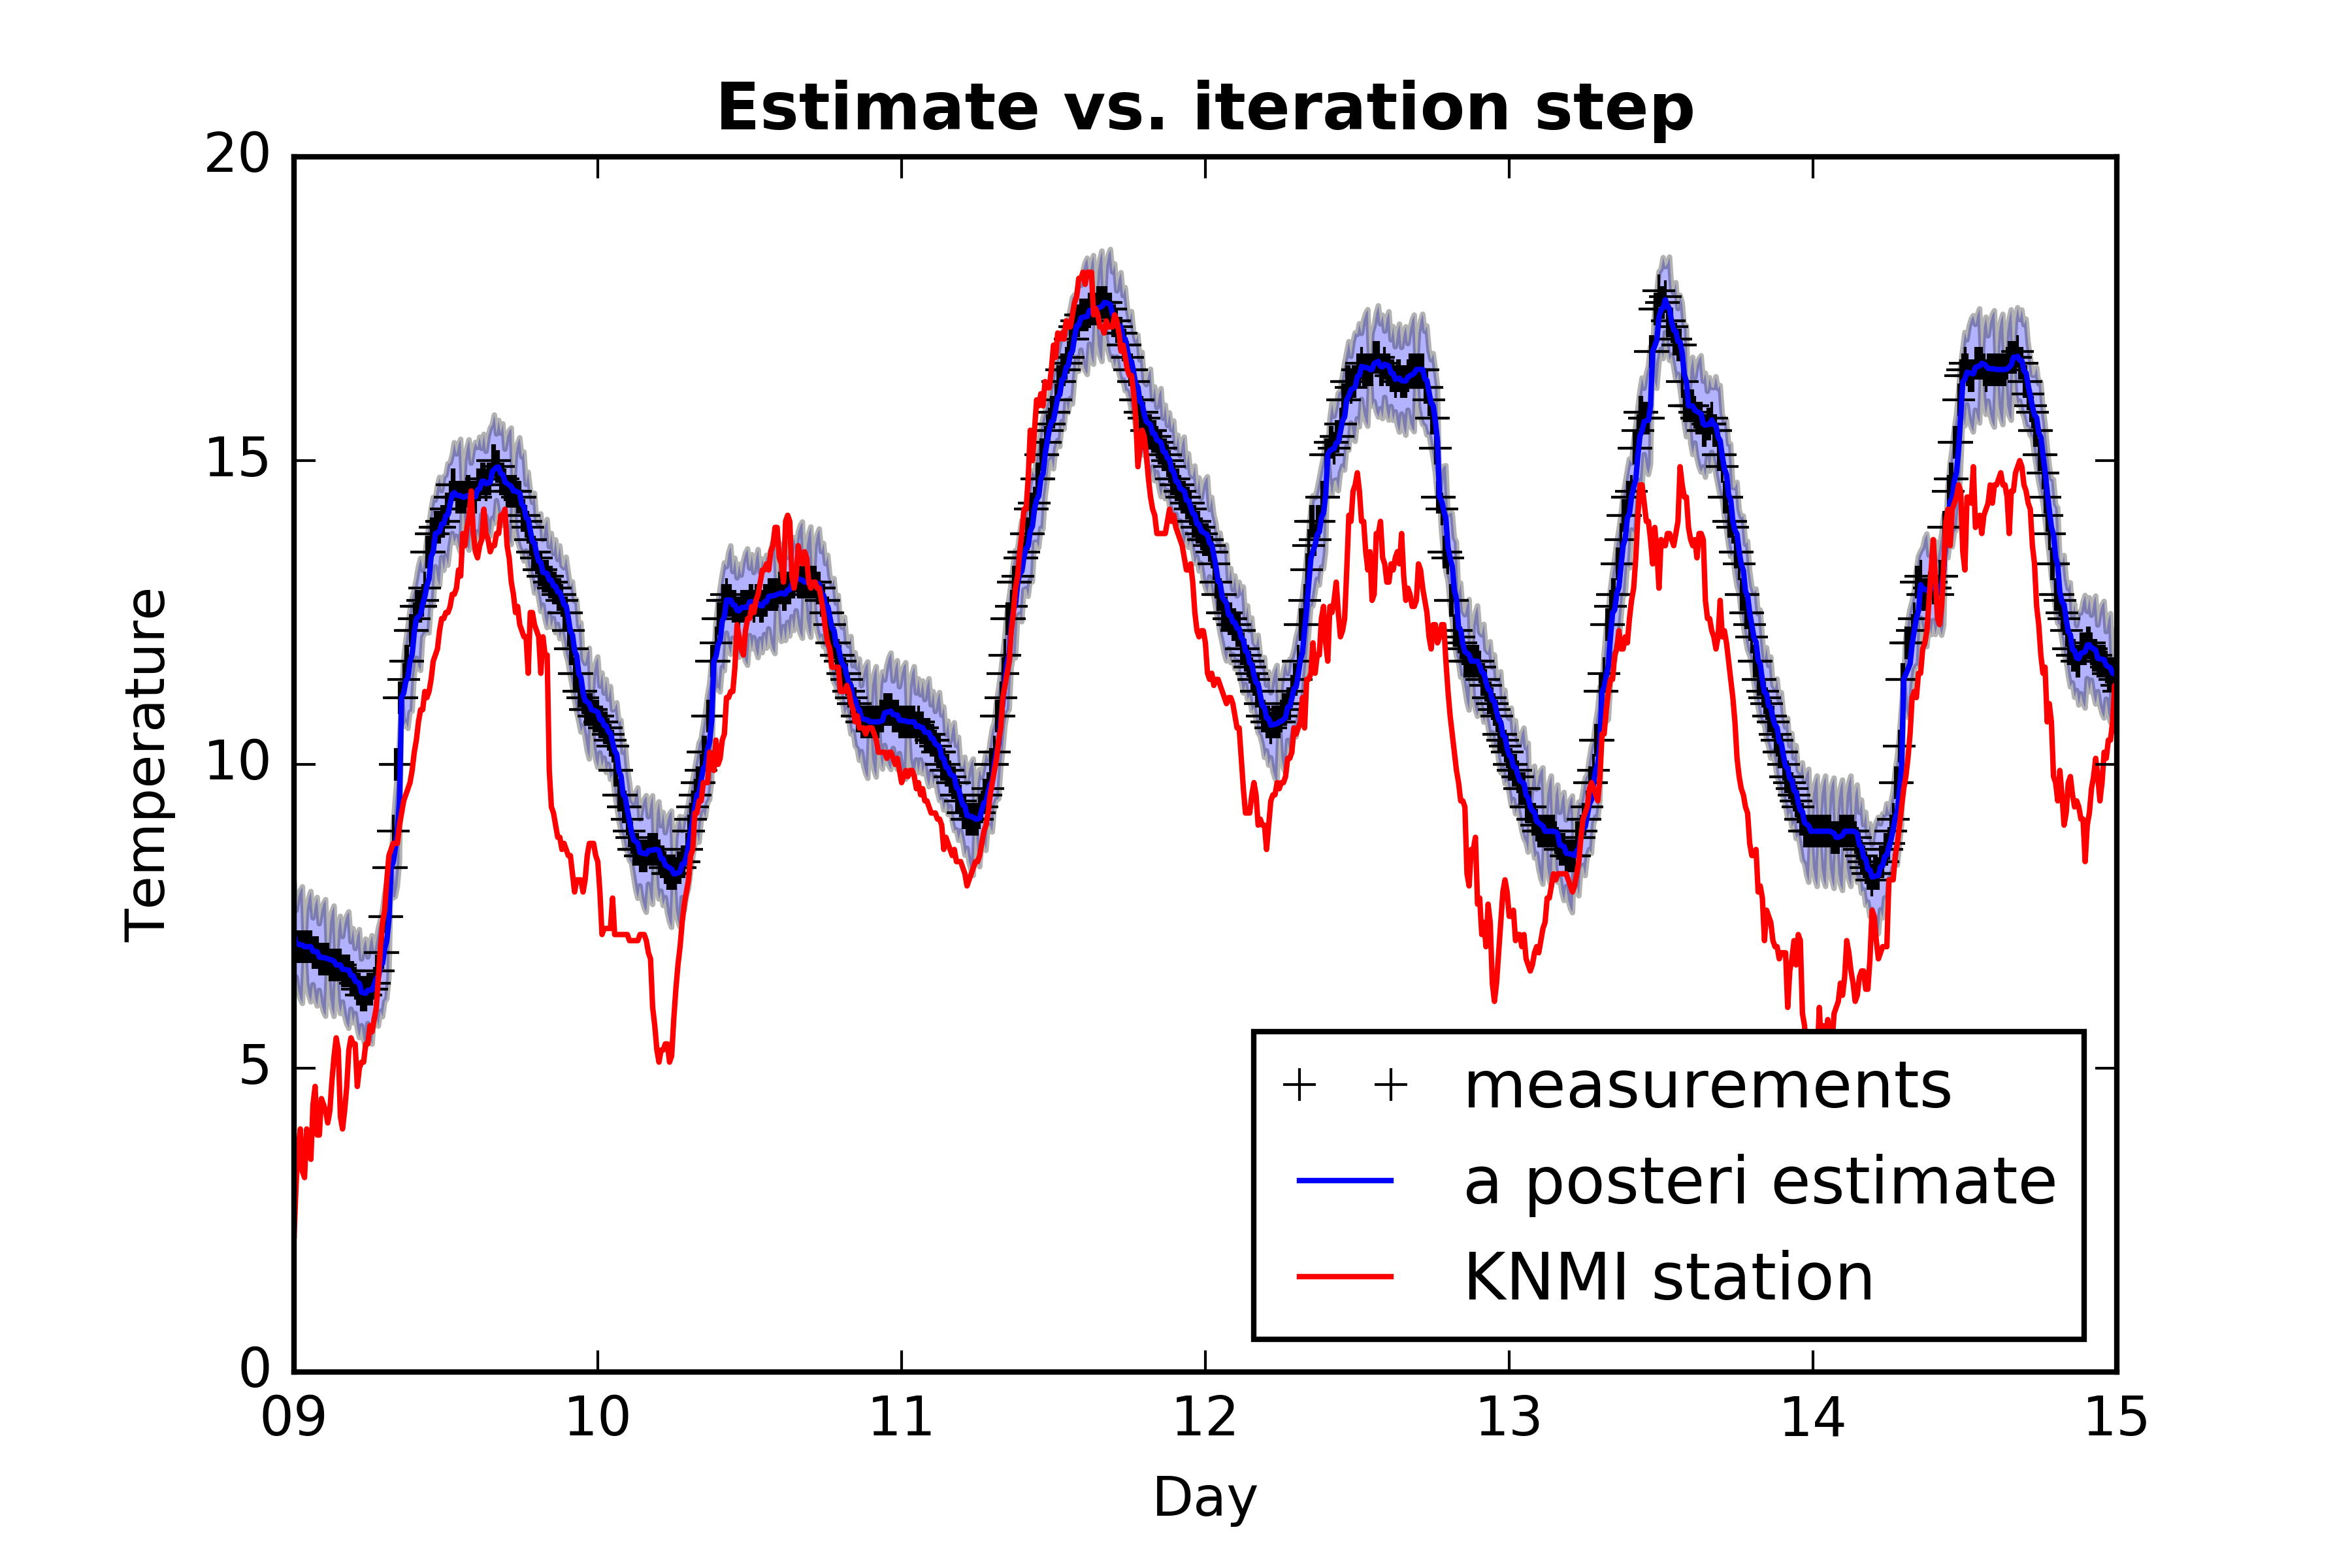 Estimate vs. iteration step
20
15
10
5
0
Temperature
measurements
a posteri estimate
KNMI station
09 10 11 12 13 14 15
Day